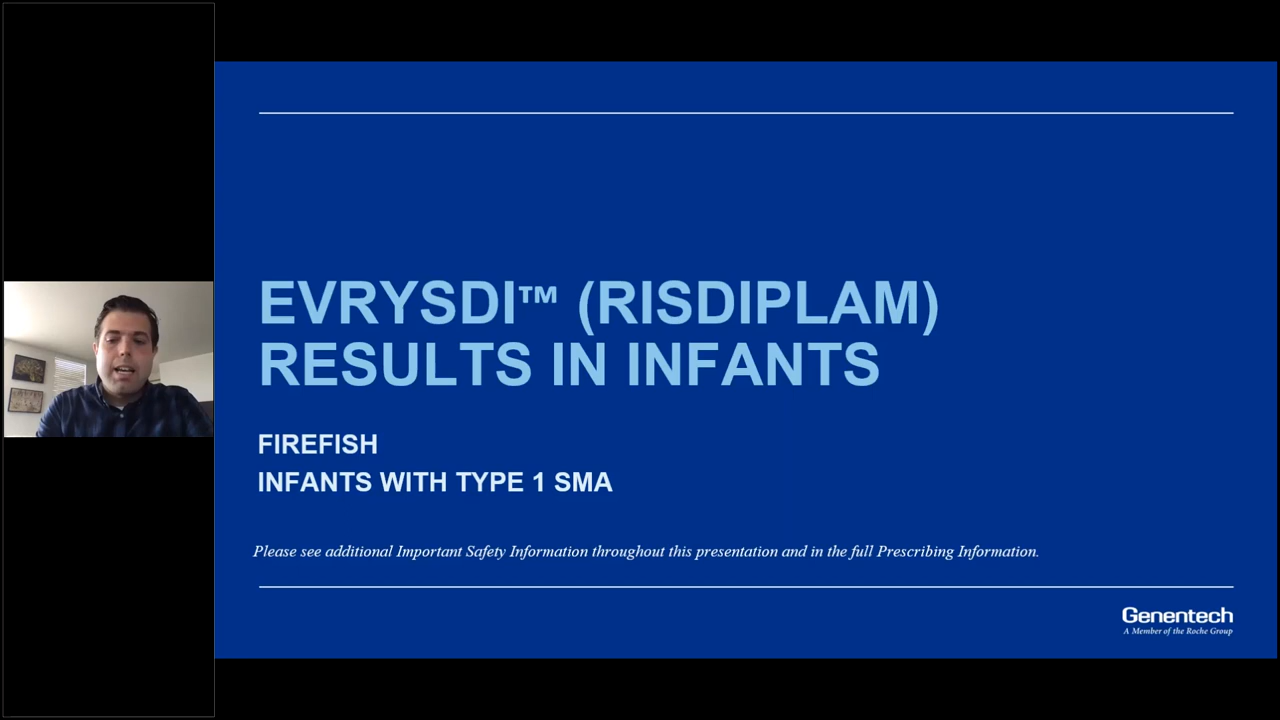 EVRYSDI™ (RISDIPLAM)
RESULTS IN INFANTS
FIREFISH
INFANTS WITH TYPE 1 SMA
Please see additional Important Safety Information throughout this presentation and in the full Prescribing Information.
Genentech
A Member of the Roche Group